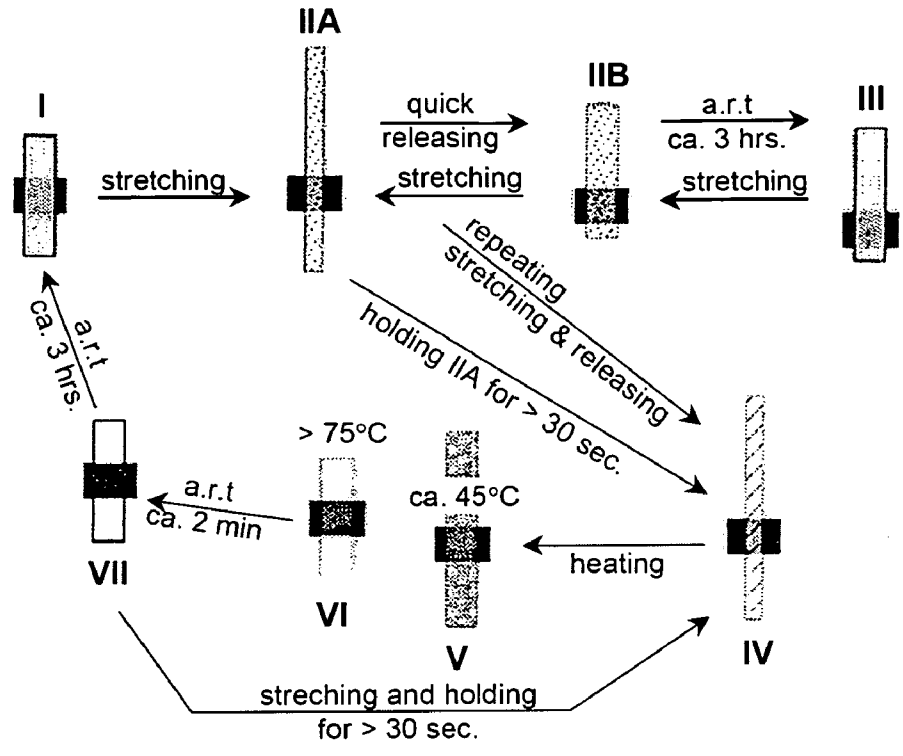 IIA
IIB
I
III
quick
releasing
a.r.t
ca. 3 hrs.
stretching
stretching
stretching
repeating
stretching & releasing
holding IIA for > 30 sec.
a.r.t
ca. 3 hrs.
> 75°C
ca. 45°C
a.r.t
ca. 2 min
heating
VII
VI
V
IV
streching and holding
for > 30 sec.